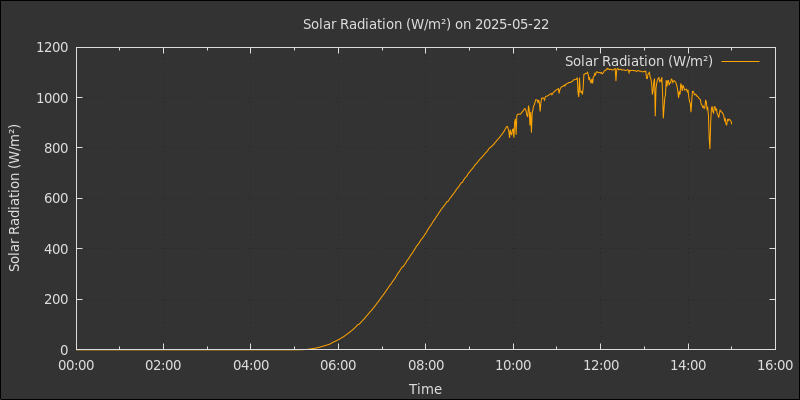 Solar Radiation (W/m²) on 2025-05-22
Solar Radiation (W/m²)
Solar Radiation (W/m²)
1200
1000
800
600
400
200
0
00:00 02:00 04:00 06:00 08:00 10:00 12:00 14:00 16:00
Time